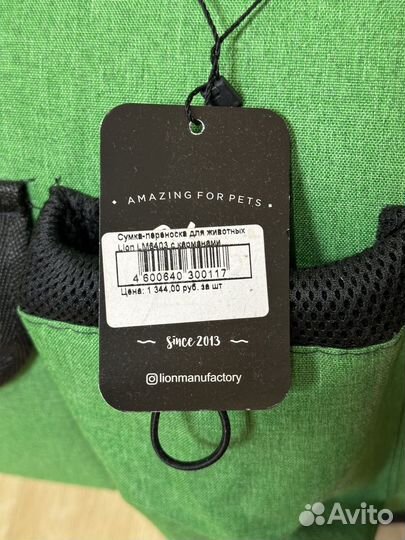 AMAZING FOR PETS
Сумка-переноска для животных
Lion LM6403 с карманами
4 600640 300117
Цена: 1 344,00 руб. за шт
Since 2013
lionmanufactory
Avito